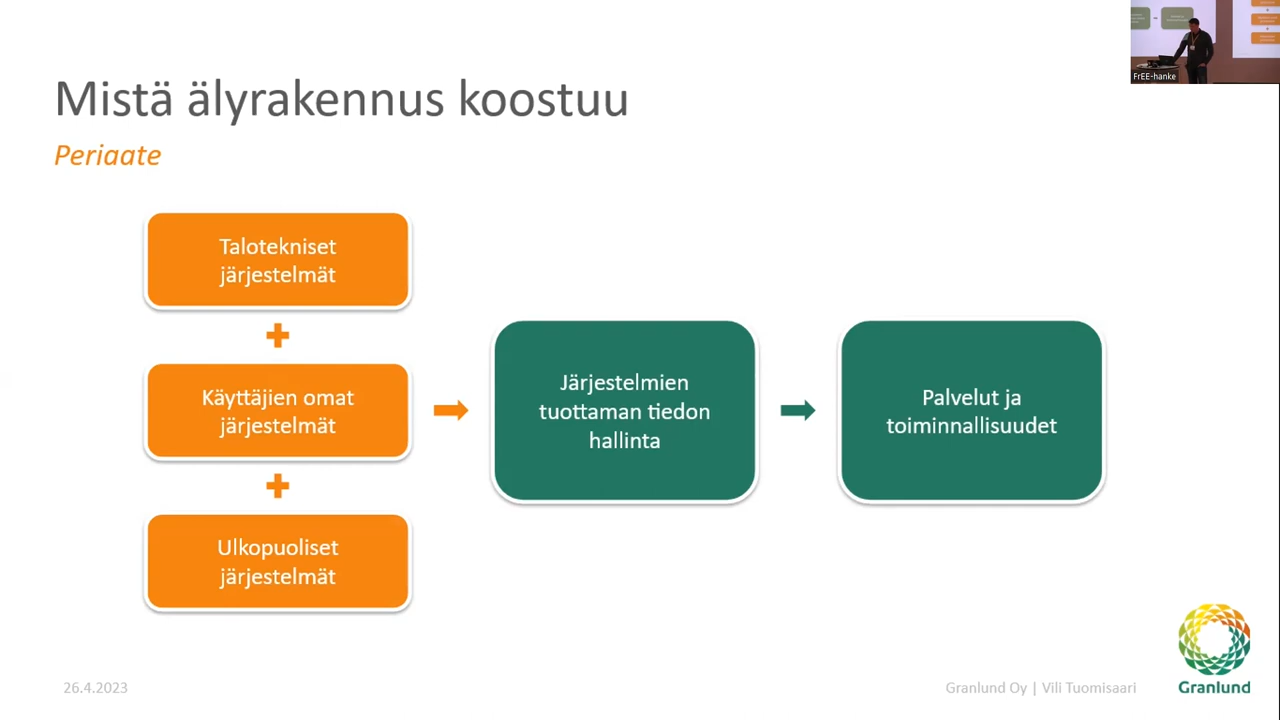 Mistä älyrakennus koostuu
Periaate
Talotekniset
järjestelmät
Käyttäjien omat
järjestelmät
Ulkopuoliset
järjestelmät
Järjestelmien
tuottaman tiedon
hallinta
Palvelut ja
toiminnallisuudet
FrEE-hanke
26.4.2023
Granlund Oy | Vili Tuomisaari
Granlund